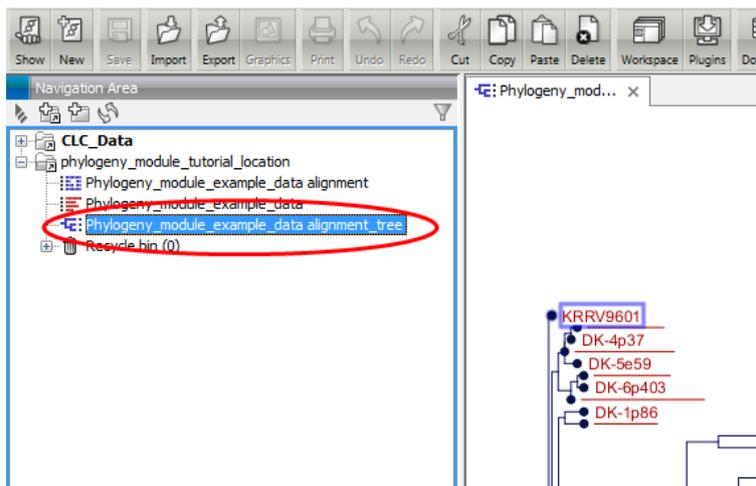 Show New Save Import Export Graphics Print Undo Redo Cut Copy Paste Delete Workspace Plugins
Navigation Area
Phylogeny_mod...
CLC_Data
phylogeny_module_tutorial_location
Phylogeny_module_example_data alignment
Phylogeny_module_example_data
Phylogeny_module_example_data alignment_tree
Recycle bin (0)
KRRV9601
DK-4p37
DK-5e59
DK-6p403
DK-1p86